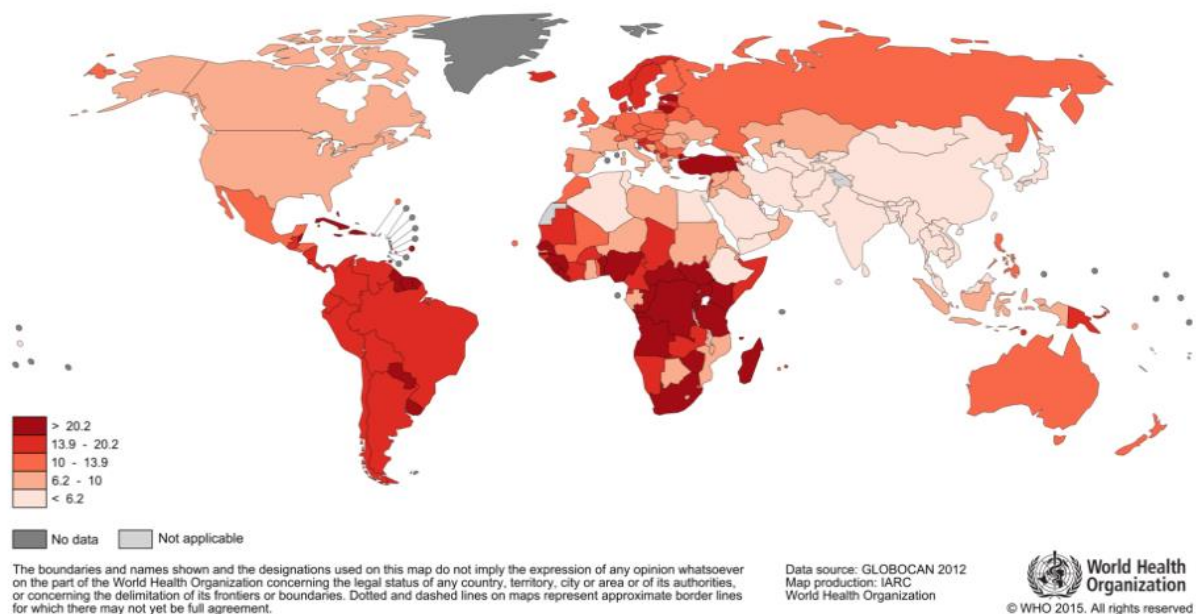 > 20.2
13.9 - 20.2
10 - 13.9
6.2 - 10
< 6.2
No data
Not applicable
The boundaries and names shown and the designations used on this map do not imply the expression of any opinion whatsoever
on the part of the World Health Organization concerning the legal status of any country, territory, city or area or of its authorities,
or concerning the delimitation of its frontiers or boundaries. Dotted and dashed lines on maps represent approximate border lines
for which there may not yet be full agreement.
Data source: GLOBOCAN 2012
Map production: IARC
World Health Organization
World Health
Organization
© WHO 2015. All rights reserved